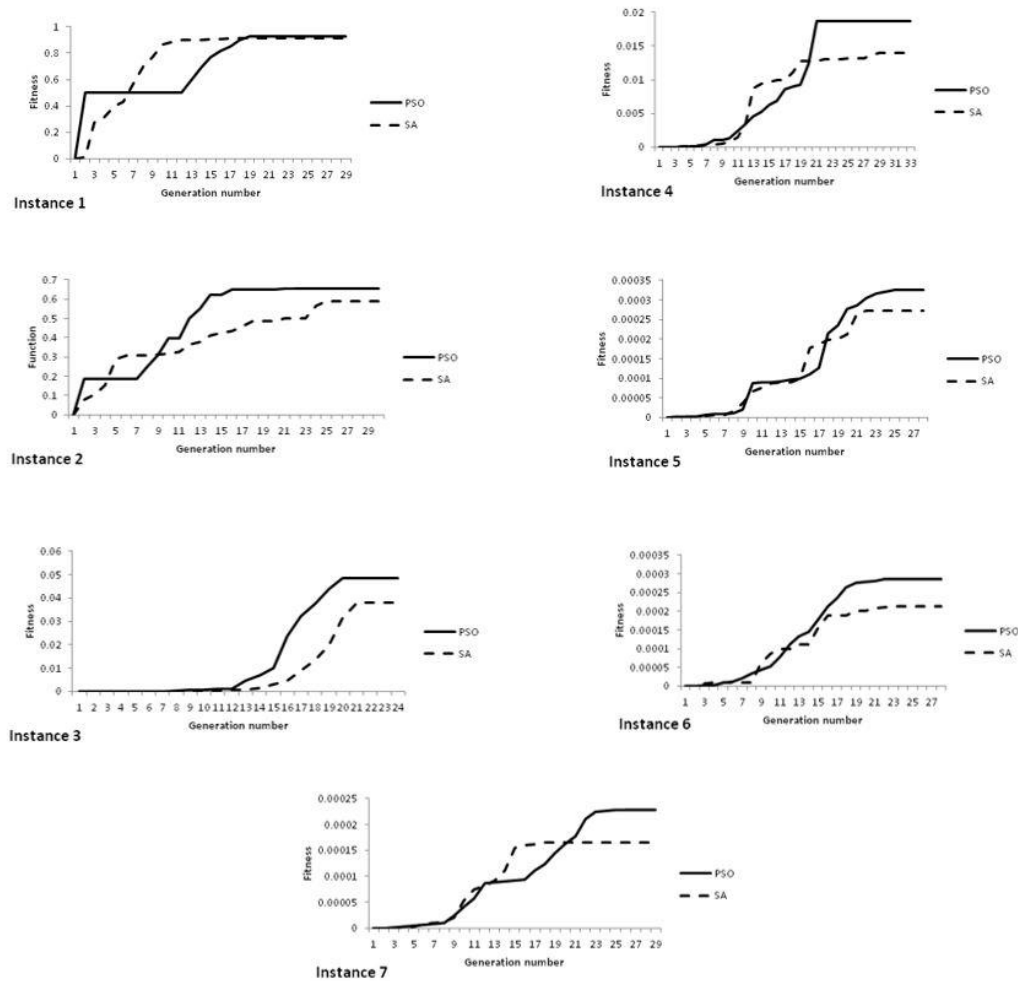 1
0.8
0.6
0.4
0.2
0
Fitness
1 3 5 7 9 11 13 15 17 19 21 23 25 27 29
Generation number
PSO
SA
Instance 1
0.02
0.015
0.01
0.005
0
Fitness
1 3 5 7 9 11 13 15 17 19 21 23 25 27 29 31 33
Generation number
PSO
SA
Instance 4
0.7
0.6
0.5
0.4
0.3
0.2
0.1
0
Function
1 3 5 7 9 11 13 15 17 19 21 23 25 27 29
Generation number
PSO
SA
Instance 2
0.00035
0.0003
0.00025
0.0002
0.00015
0.0001
0.00005
0
Fitness
1 3 5 7 9 11 13 15 17 19 21 23 25 27
Generation number
PSO
SA
Instance 5
0.06
0.05
0.04
0.03
0.02
0.01
0
Fitness
1 2 3 4 5 6 7 8 9 10 11 12 13 14 15 16 17 18 19 20 21 22 23 24
Generation number
PSO
SA
Instance 3
0.00035
0.0003
0.00025
0.0002
0.00015
0.0001
0.00005
0
Fitness
1 3 5 7 9 11 13 15 17 19 21 23 25 27
Generation number
PSO
SA
Instance 6
0.00025
0.0002
0.00015
0.0001
0.00005
0
Fitness
1 3 5 7 9 11 13 15 17 19 21 23 25 27 29
Generation number
PSO
SA
Instance 7